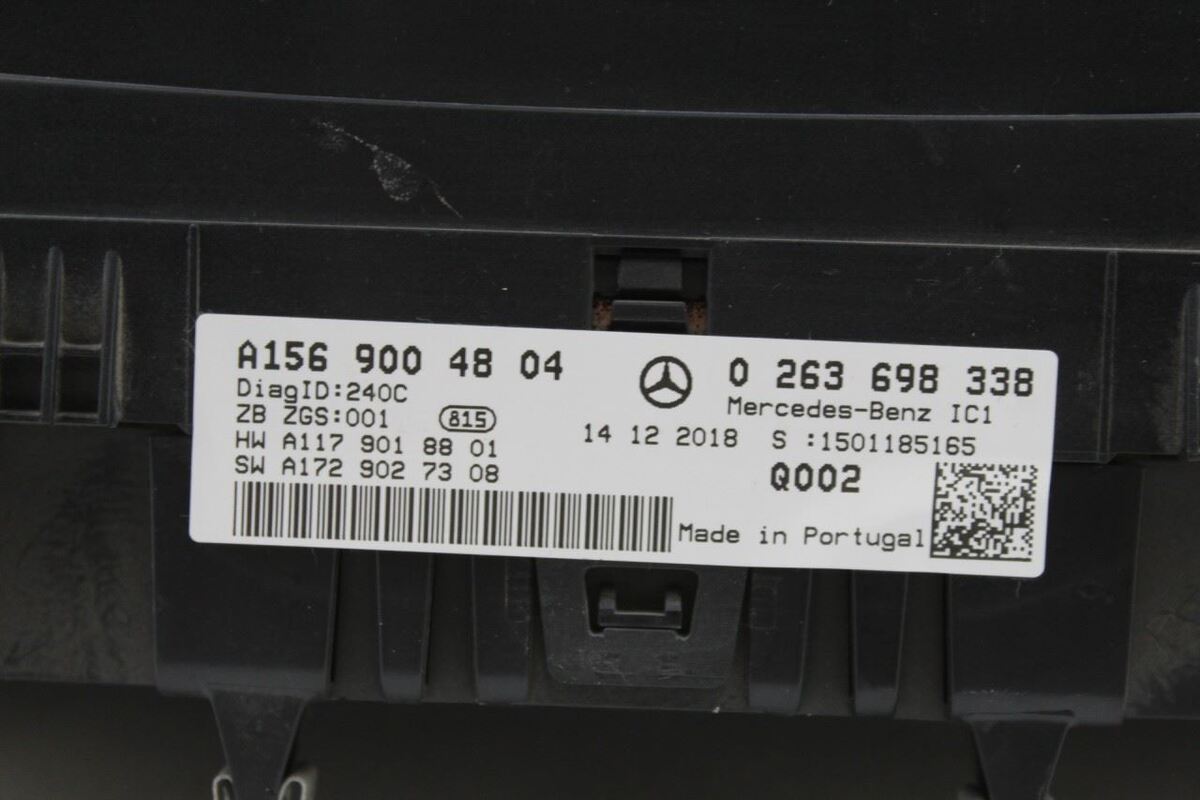 A156 900 48 04
DiagID:240C
ZB ZGS:001 815
HW A117 901 88 01
SW A172 902 73 08
0 263 698 338
Mercedes-Benz IC1
14 12 2018 S :1501185165
Q002
Made in Portugal